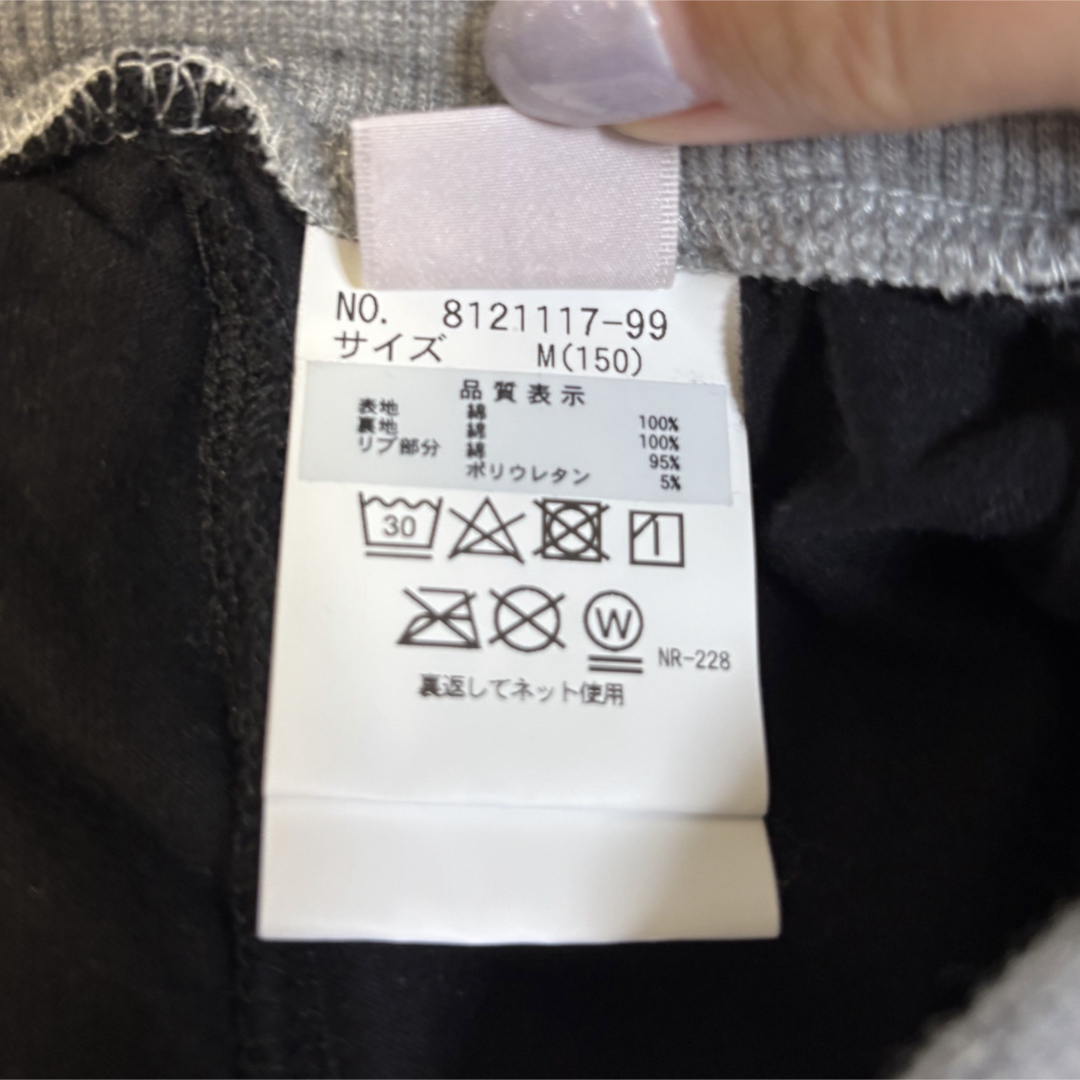 NO. 8121117-99
サイズ M(150)
品質表示
表地 綿 100%
裏地 綿 100%
リブ部分 綿 95%
ポリウレタン 5%
30
W
NR-228
裏返してネット使用